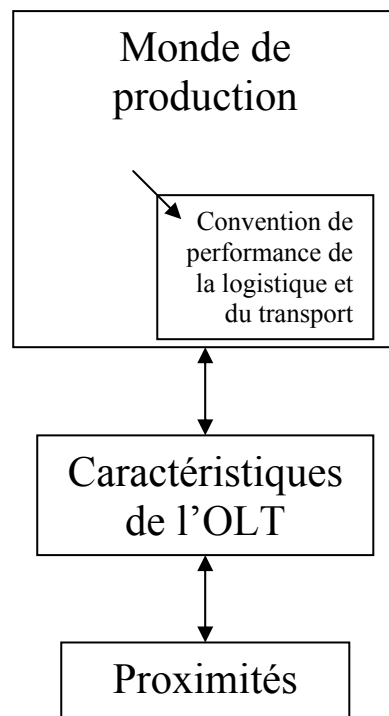 Monde de
production
Convention de
performance de
la logistique et
du transport
Caractéristiques
de l’OLT
Proximités